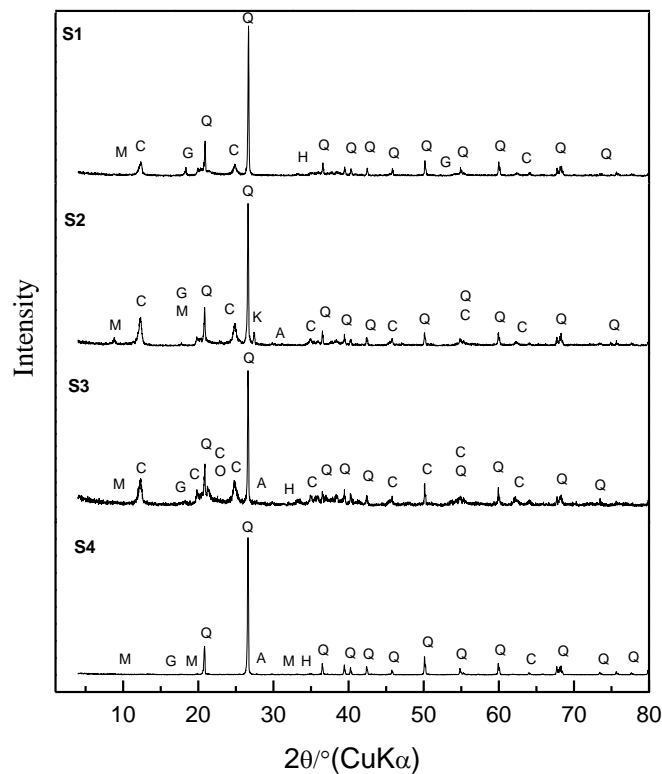 Q
S1
Q
M C G C H Q Q Q Q Q G Q Q C Q Q
Q
S2
M C G M Q C K A C Q Q Q C Q Q C Q C Q Q
Q
S3
M C G C Q C O C A H C Q Q Q C C C Q Q C Q Q
Q
S4
M G M Q A M H Q Q Q Q Q Q Q C Q Q Q
Intensity
10 20 30 40 50 60 70 80
2θ/°(CuKα)